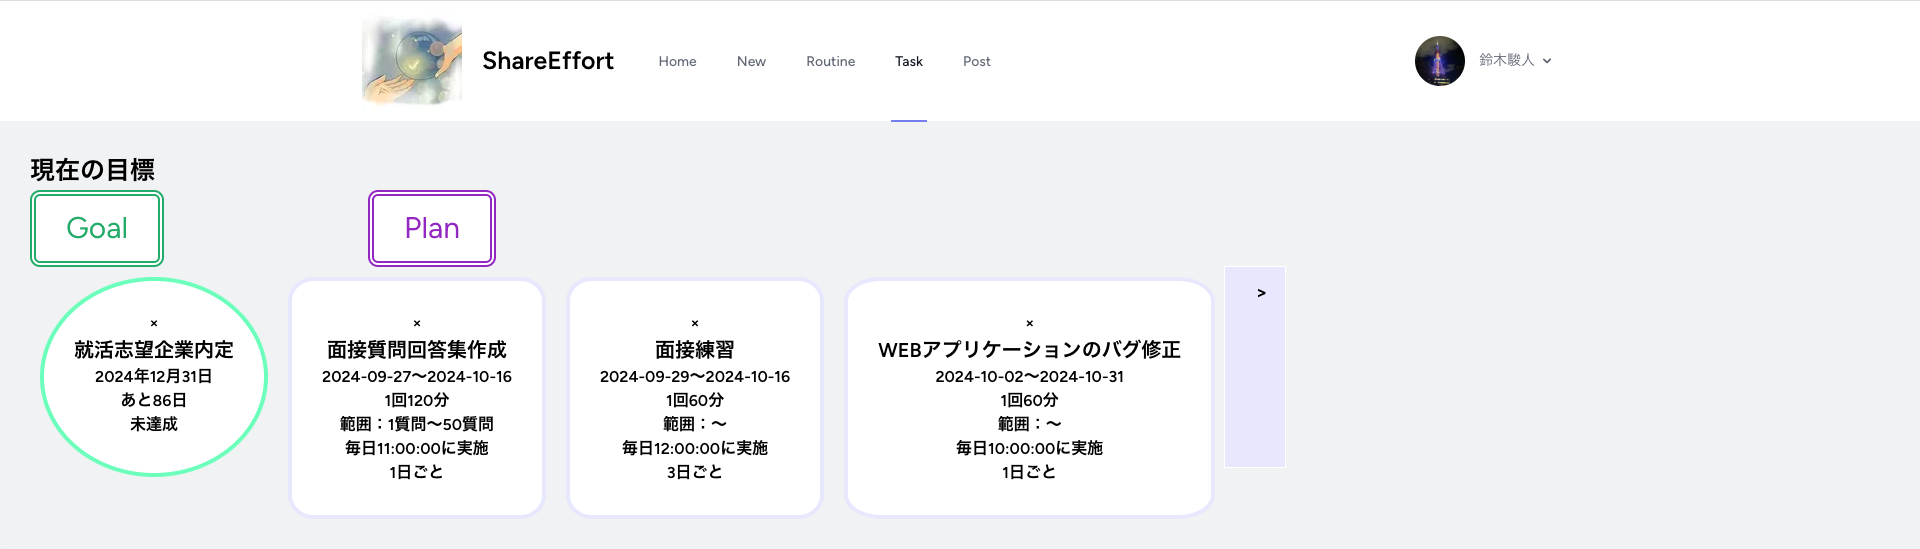 ShareEffort
Home
New
Routine
Task
Post
鈴木駿人
現在の目標
Goal
Plan
×
就活志望企業内定
2024年12月31日
あと86日
未達成
×
面接質問回答集作成
2024-09-27〜2024-10-16
1回120分
範囲：1質問〜50質問
毎日11:00:00に実施
1日ごと
×
面接練習
2024-09-29〜2024-10-16
1回60分
範囲：〜
毎日12:00:00に実施
3日ごと
×
WEBアプリケーションのバグ修正
2024-10-02〜2024-10-31
1回60分
範囲：〜
毎日10:00:00に実施
1日ごと
>